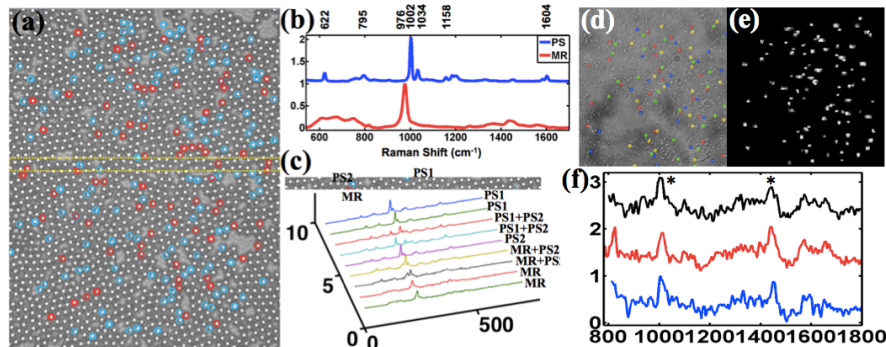 (a)
(b)
622 795 976 1002 1034 1158 1604
PS
MR
2
1.5
1
0.5
0
600 800 1000 1200 1400 1600
Raman Shift (cm⁻¹)
(c)
PS2 PS1
MR
10
5
0
0 500
PS1
PS1
PS1+PS2
PS1+PS2
PS2
MR+PS2
MR+PS
MR
MR
(d)
(e)
(f)
3
2
1
0
* *
800 1000 1200 1400 1600 1800